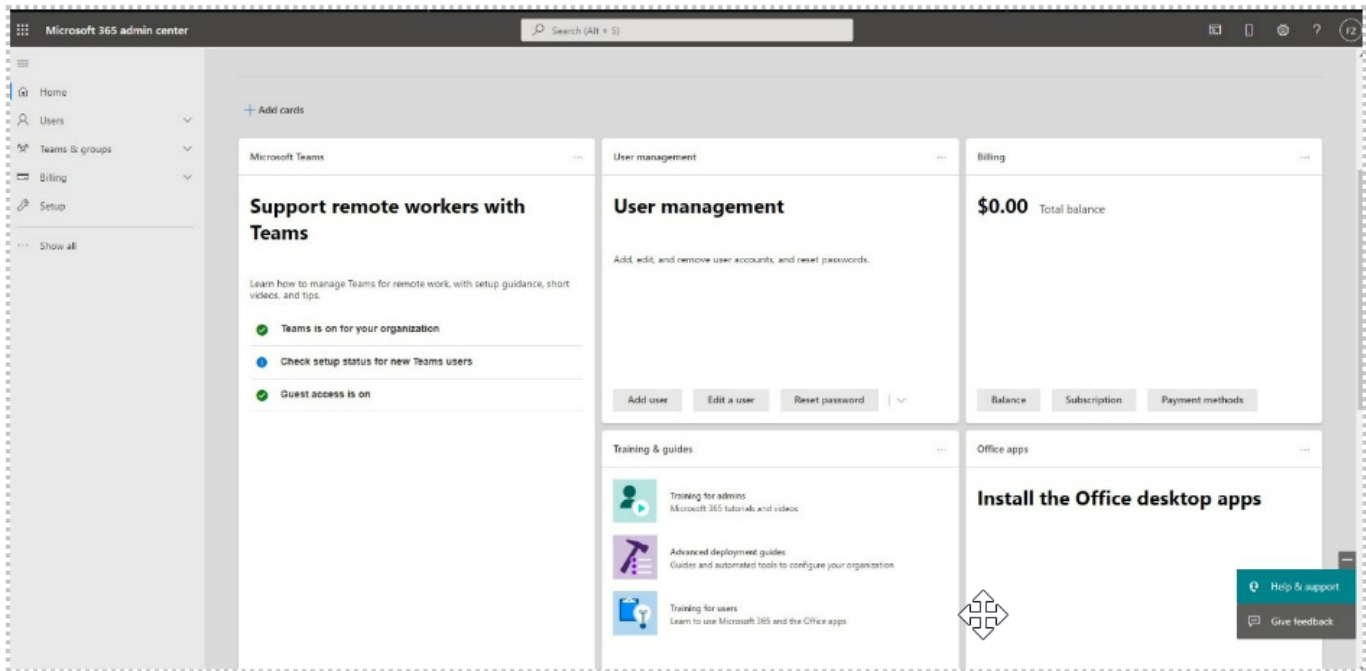 Microsoft 365 admin center
Search (Alt + S)
?
FZ
Home
Users
Teams & groups
Billing
Setup
Show all
Add cards
Microsoft Teams
Support remote workers with
Teams
Learn how to manage Teams for remote work, with setup guidance, short
videos, and tips.
Teams is on for your organization
Check setup status for new Teams users
Guest access is on
User management
User management
Add, edit, and remove user accounts, and reset passwords.
Add user
Edit a user
Reset password
Billing
$0.00 Total balance
Balance
Subscription
Payment methods
Training & guides
Training for admins
Microsoft 365 tutorials and videos
Advanced deployment guides
Guides and automated tools to configure your organization
Training for users
Learn to use Microsoft 365 and the Office apps
Office apps
Install the Office desktop apps
Help & support
Give feedback